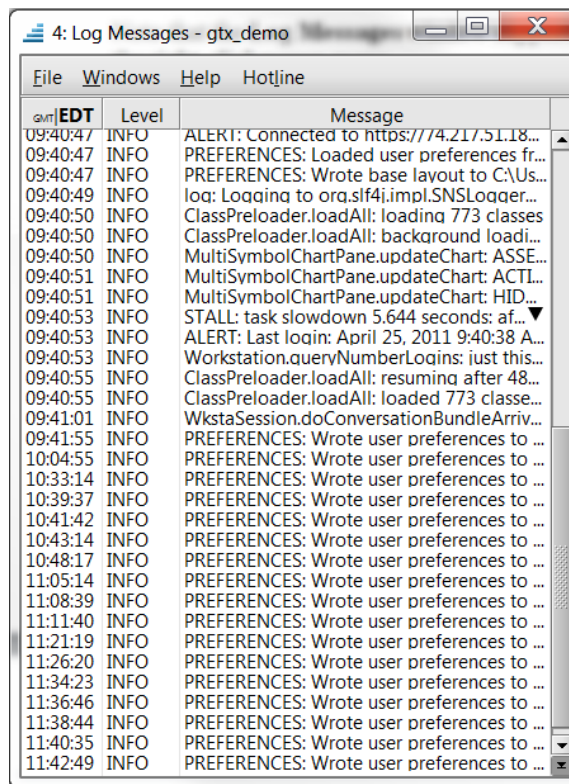 4: Log Messages - gtx_demo
File Windows Help Hotline
GMT|EDT Level Message
09:40:47 INFO ALERT: Connected to https://74.217.51.18...
09:40:47 INFO PREFERENCES: Loaded user preferences fr...
09:40:47 INFO PREFERENCES: Wrote base layout to C:\Us...
09:40:49 INFO log: Logging to org.slf4j.impl.SNSLogger...
09:40:50 INFO ClassPreloader.loadAll: loading 773 classes
09:40:50 INFO ClassPreloader.loadAll: background loadi...
09:40:50 INFO MultiSymbolChartPane.updateChart: ASSE...
09:40:51 INFO MultiSymbolChartPane.updateChart: ACTI...
09:40:51 INFO MultiSymbolChartPane.updateChart: HID...
09:40:53 INFO STALL: task slowdown 5.644 seconds: af...
09:40:53 INFO ALERT: Last login: April 25, 2011 9:40:38 A...
09:40:53 INFO Workstation.queryNumberLogins: just this...
09:40:55 INFO ClassPreloader.loadAll: resuming after 48...
09:40:55 INFO ClassPreloader.loadAll: loaded 773 classe...
09:41:01 INFO WkstaSession.doConversationBundleArriv...
09:41:55 INFO PREFERENCES: Wrote user preferences to ...
10:04:55 INFO PREFERENCES: Wrote user preferences to ...
10:33:14 INFO PREFERENCES: Wrote user preferences to ...
10:39:37 INFO PREFERENCES: Wrote user preferences to ...
10:41:42 INFO PREFERENCES: Wrote user preferences to ...
10:43:14 INFO PREFERENCES: Wrote user preferences to ...
10:48:17 INFO PREFERENCES: Wrote user preferences to ...
11:05:14 INFO PREFERENCES: Wrote user preferences to ...
11:08:39 INFO PREFERENCES: Wrote user preferences to ...
11:11:40 INFO PREFERENCES: Wrote user preferences to ...
11:21:19 INFO PREFERENCES: Wrote user preferences to ...
11:26:20 INFO PREFERENCES: Wrote user preferences to ...
11:34:23 INFO PREFERENCES: Wrote user preferences to ...
11:36:46 INFO PREFERENCES: Wrote user preferences to ...
11:38:44 INFO PREFERENCES: Wrote user preferences to ...
11:40:35 INFO PREFERENCES: Wrote user preferences to ...
11:42:49 INFO PREFERENCES: Wrote user preferences to ...